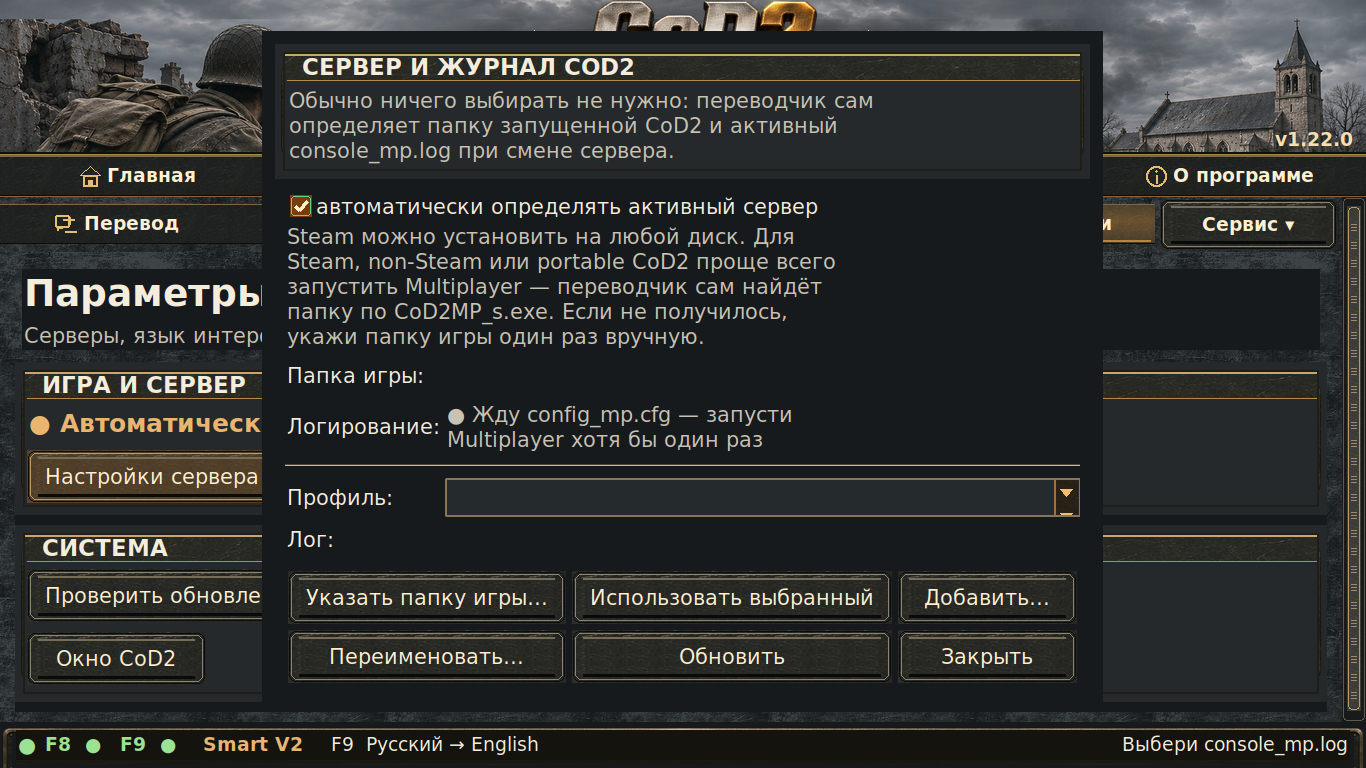 CoD2
СЕРВЕР И ЖУРНАЛ COD2
Обычно ничего выбирать не нужно: переводчик сам
определяет папку запущенной CoD2 и активный
console_mp.log при смене сервера.
v1.22.0
Главная
О программе
автоматически определять активный сервер
Перевод
и
Сервис ▾
Steam можно установить на любой диск. Для
Steam, non-Steam или portable CoD2 проще всего
запустить Multiplayer — переводчик сам найдёт
папку по CoD2MP_s.exe. Если не получилось,
укажи папку игры один раз вручную.
Параметры
Серверы, язык интер
ИГРА И СЕРВЕР
Папка игры:
● Автоматическ
Логирование: ● Жду config_mp.cfg — запусти
Multiplayer хотя бы один раз
Настройки сервера
Профиль:
Лог:
СИСТЕМА
Проверить обновле
Указать папку игры... Использовать выбранный Добавить...
Окно CoD2
Переименовать... Обновить Закрыть
● F8 ● F9 ● Smart V2 F9 Русский → English Выбери console_mp.log